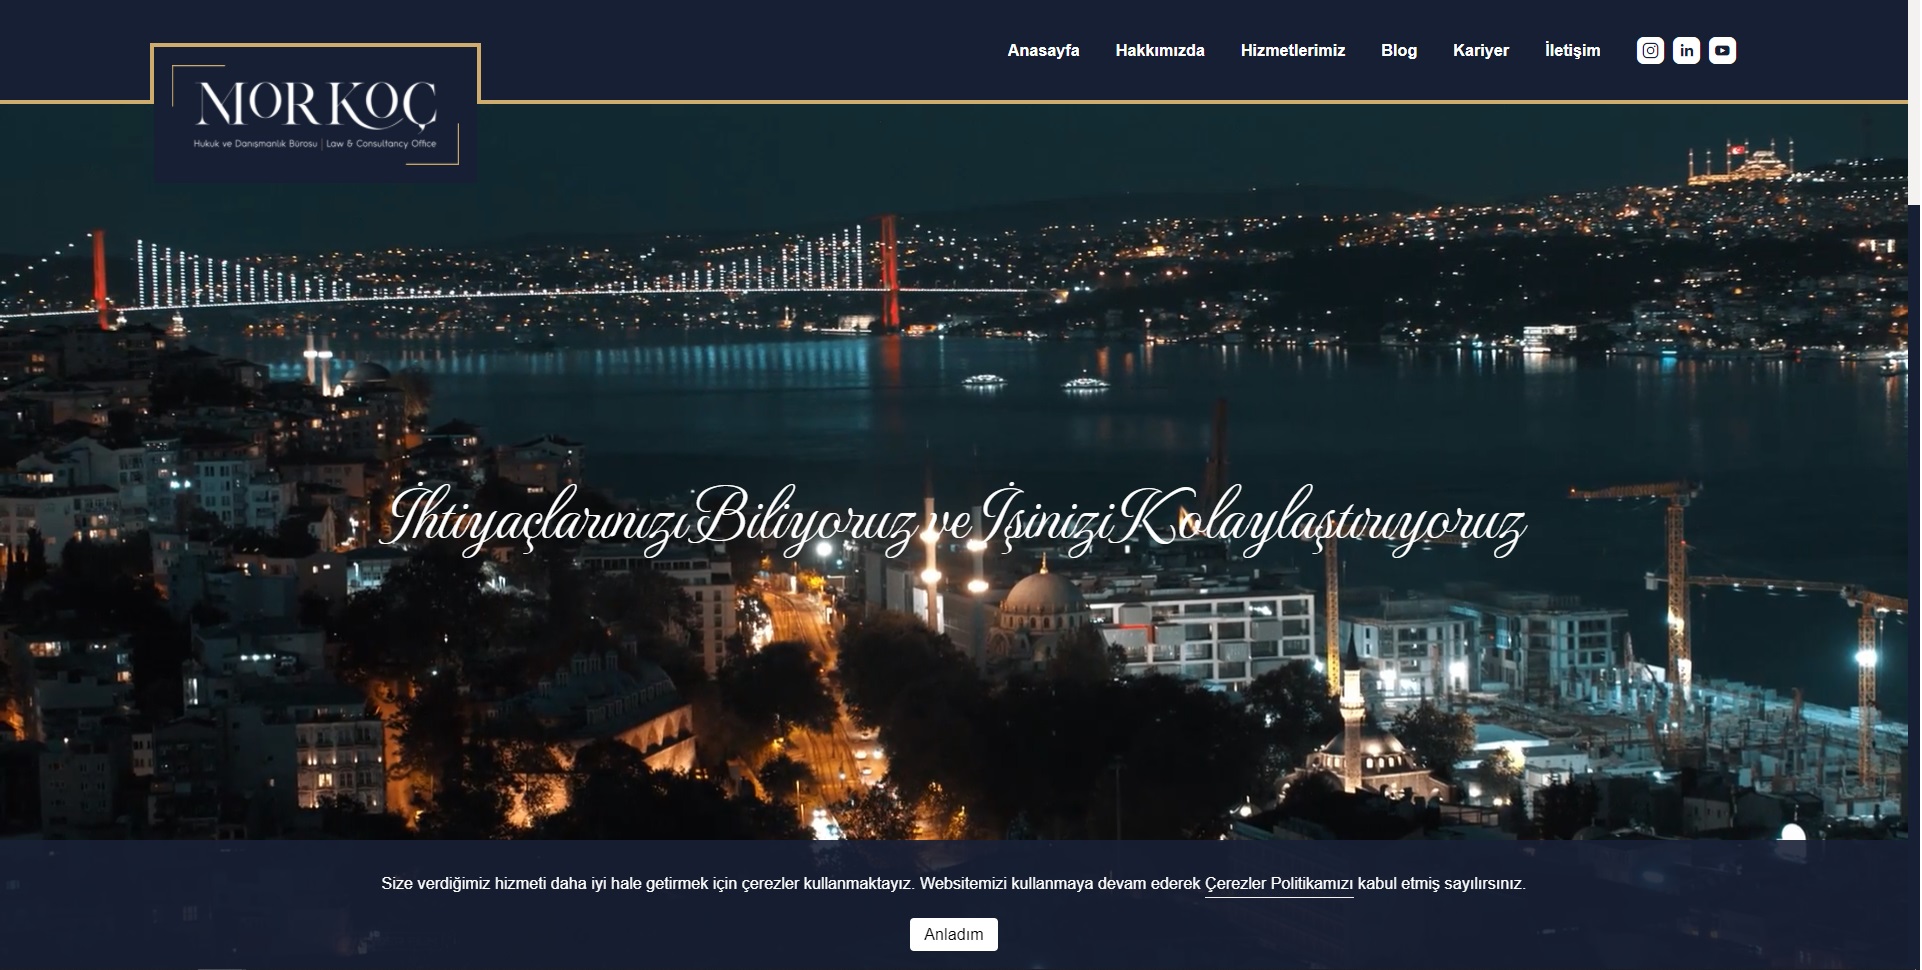 Anasayfa Hakkımızda Hizmetlerimiz Blog Kariyer İletişim
MORKOÇ
Hukuk ve Danışmanlık Bürosu | Law & Consultancy Office
İhtiyaçlarınızı Biliyoruz ve İşinizi Kolaylaştırıyoruz
Size verdiğimiz hizmeti daha iyi hale getirmek için çerezler kullanmaktayız. Websitemizi kullanmaya devam ederek Çerezler Politikamızı kabul etmiş sayılırsınız.
Anladım